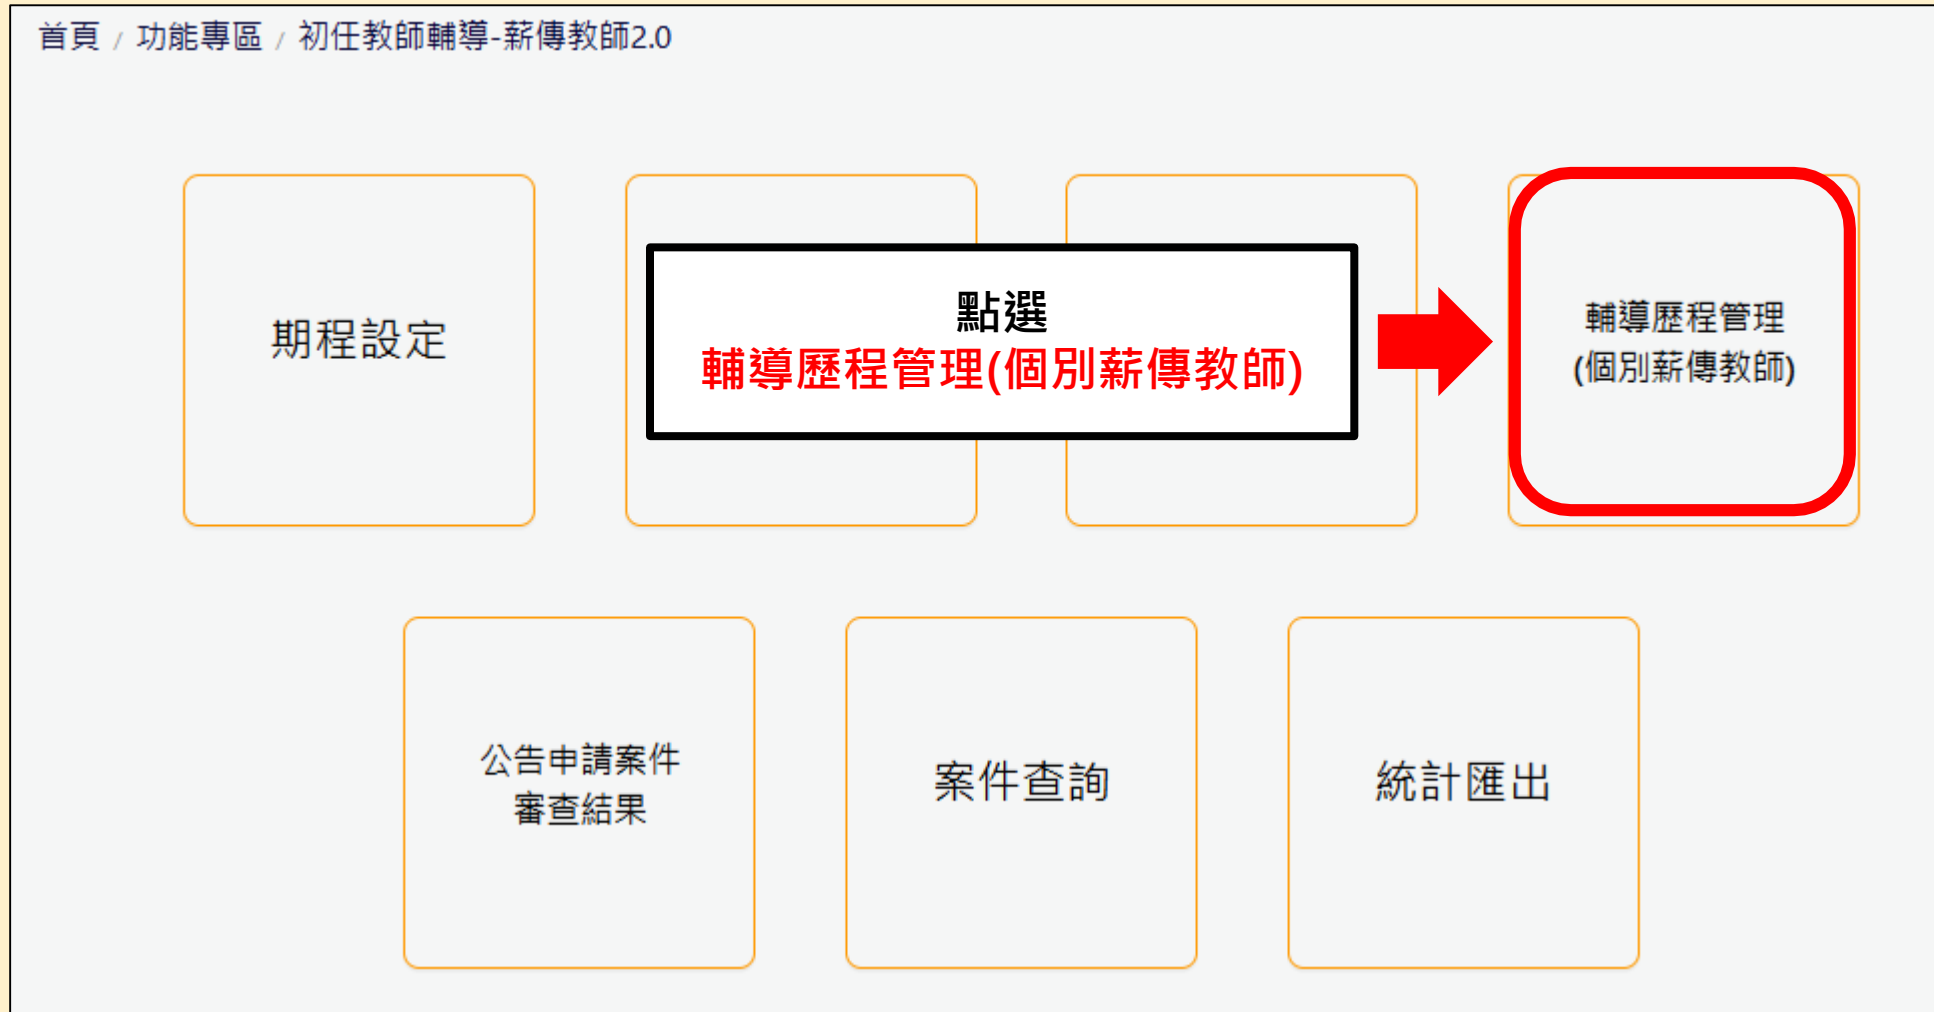 首頁 / 功能專區 / 初任教師輔導-薪傳教師2.0
期程設定
點選
輔導歷程管理(個別薪傳教師)
輔導歷程管理
(個別薪傳教師)
公告申請案件
審查結果
案件查詢
統計匯出